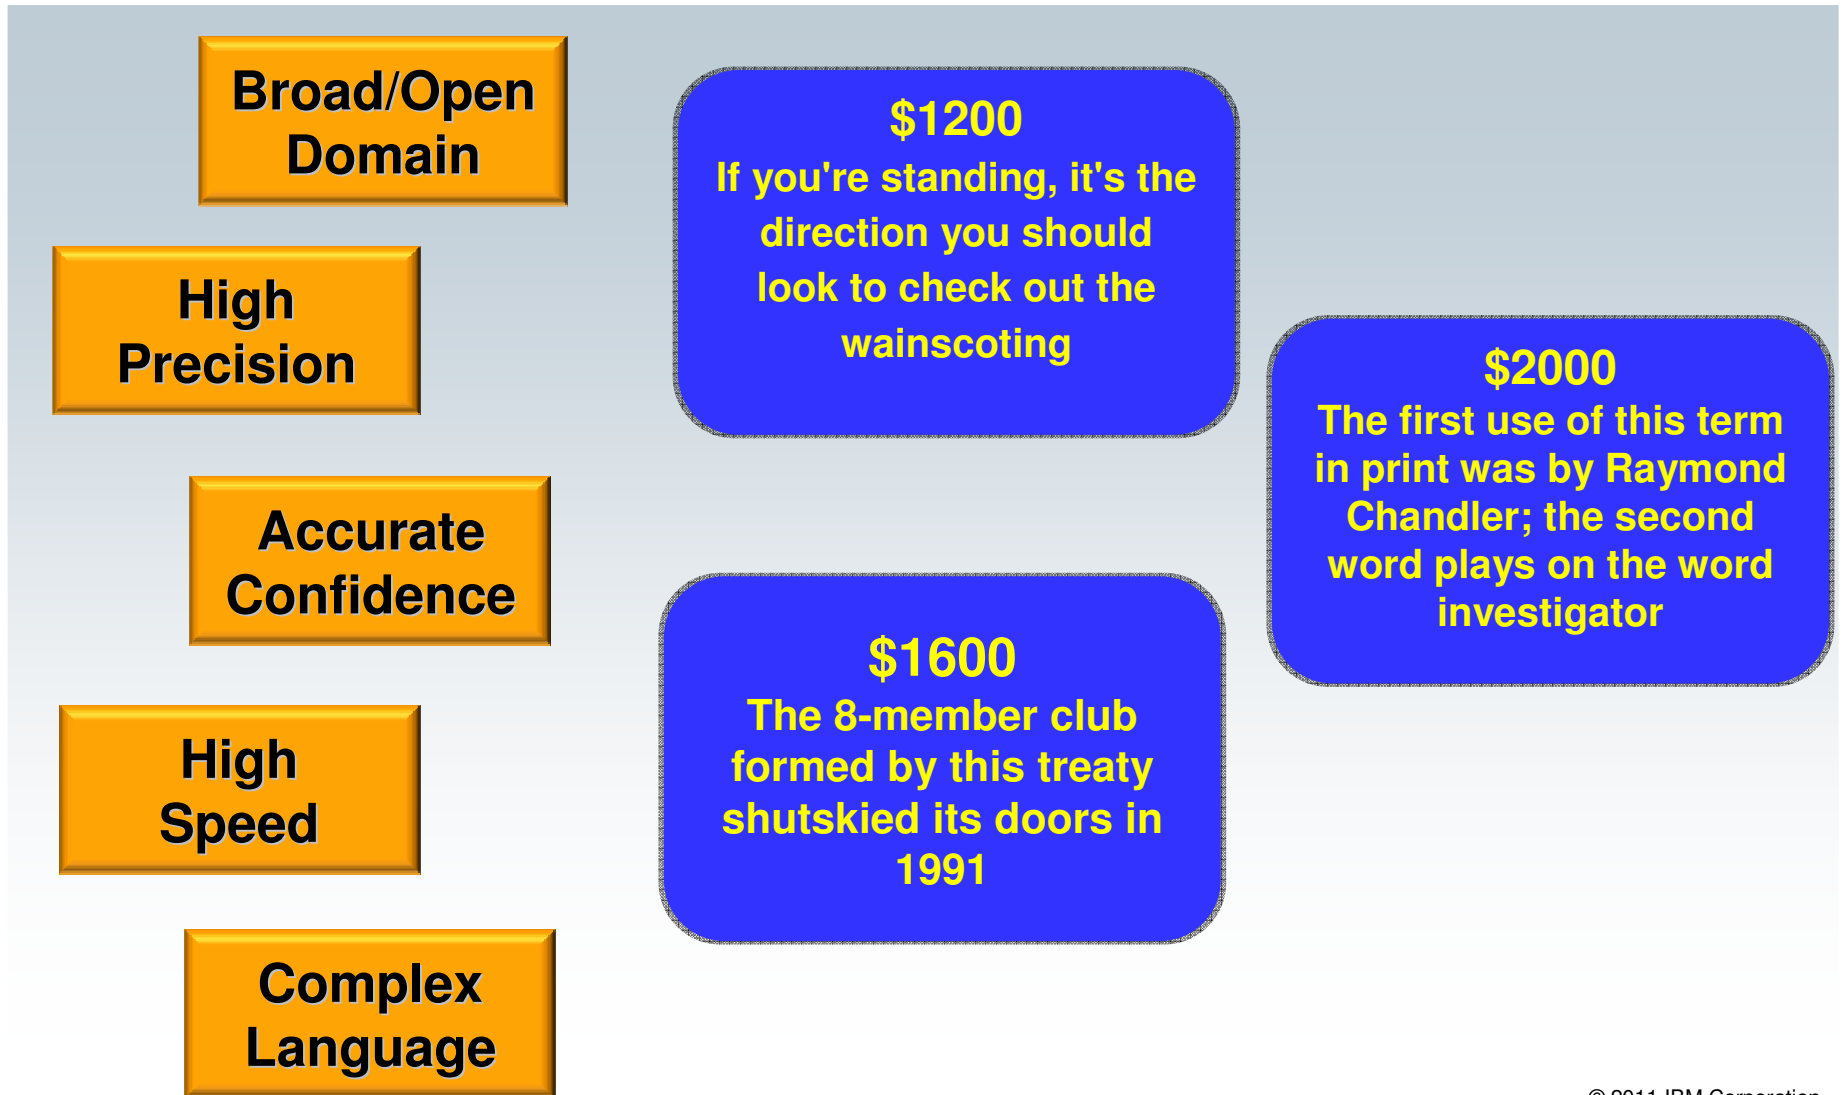 Broad/Open
Domain
High
Precision
Accurate
Confidence
High
Speed
Complex
Language
$1200
If you're standing, it's the
direction you should
look to check out the
wainscoting
$1600
The 8-member club
formed by this treaty
shutskied its doors in
1991
$2000
The first use of this term
in print was by Raymond
Chandler; the second
word plays on the word
investigator
© 2011 IBM Corporation